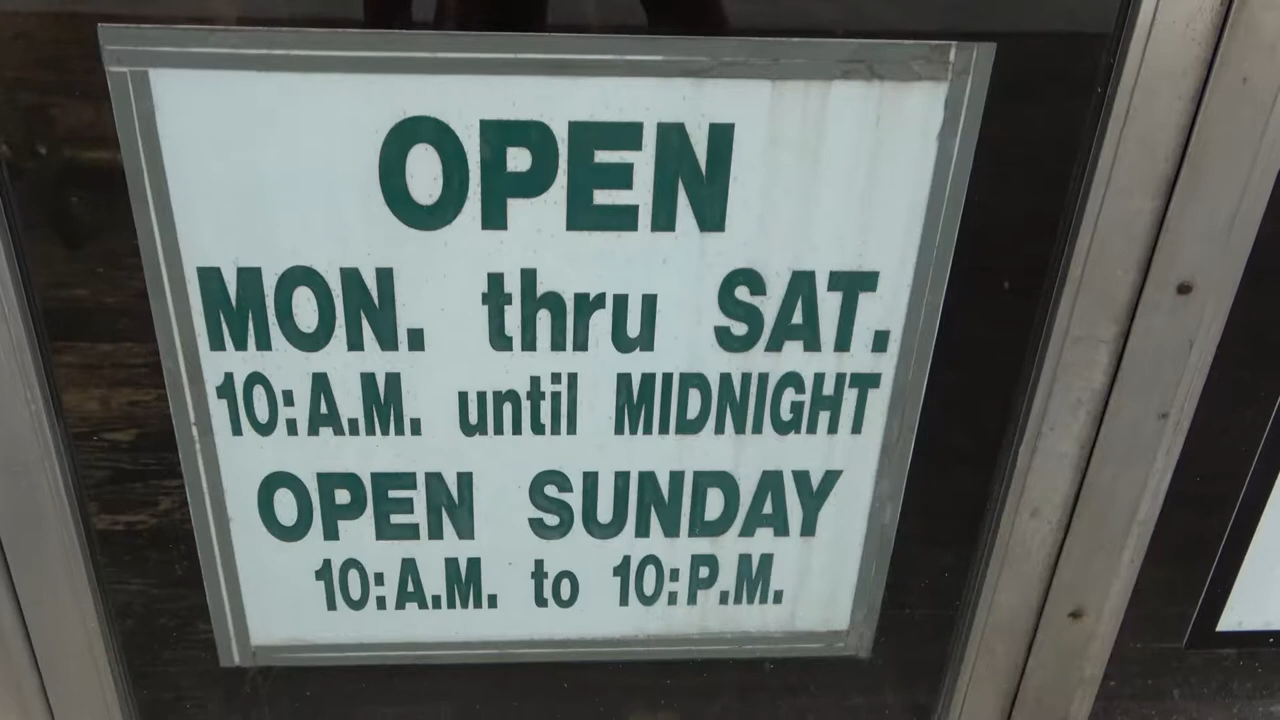 OPEN
MON. thru SAT.
10:A.M. until MIDNIGHT
OPEN SUNDAY
10:A.M. to 10:P.M.